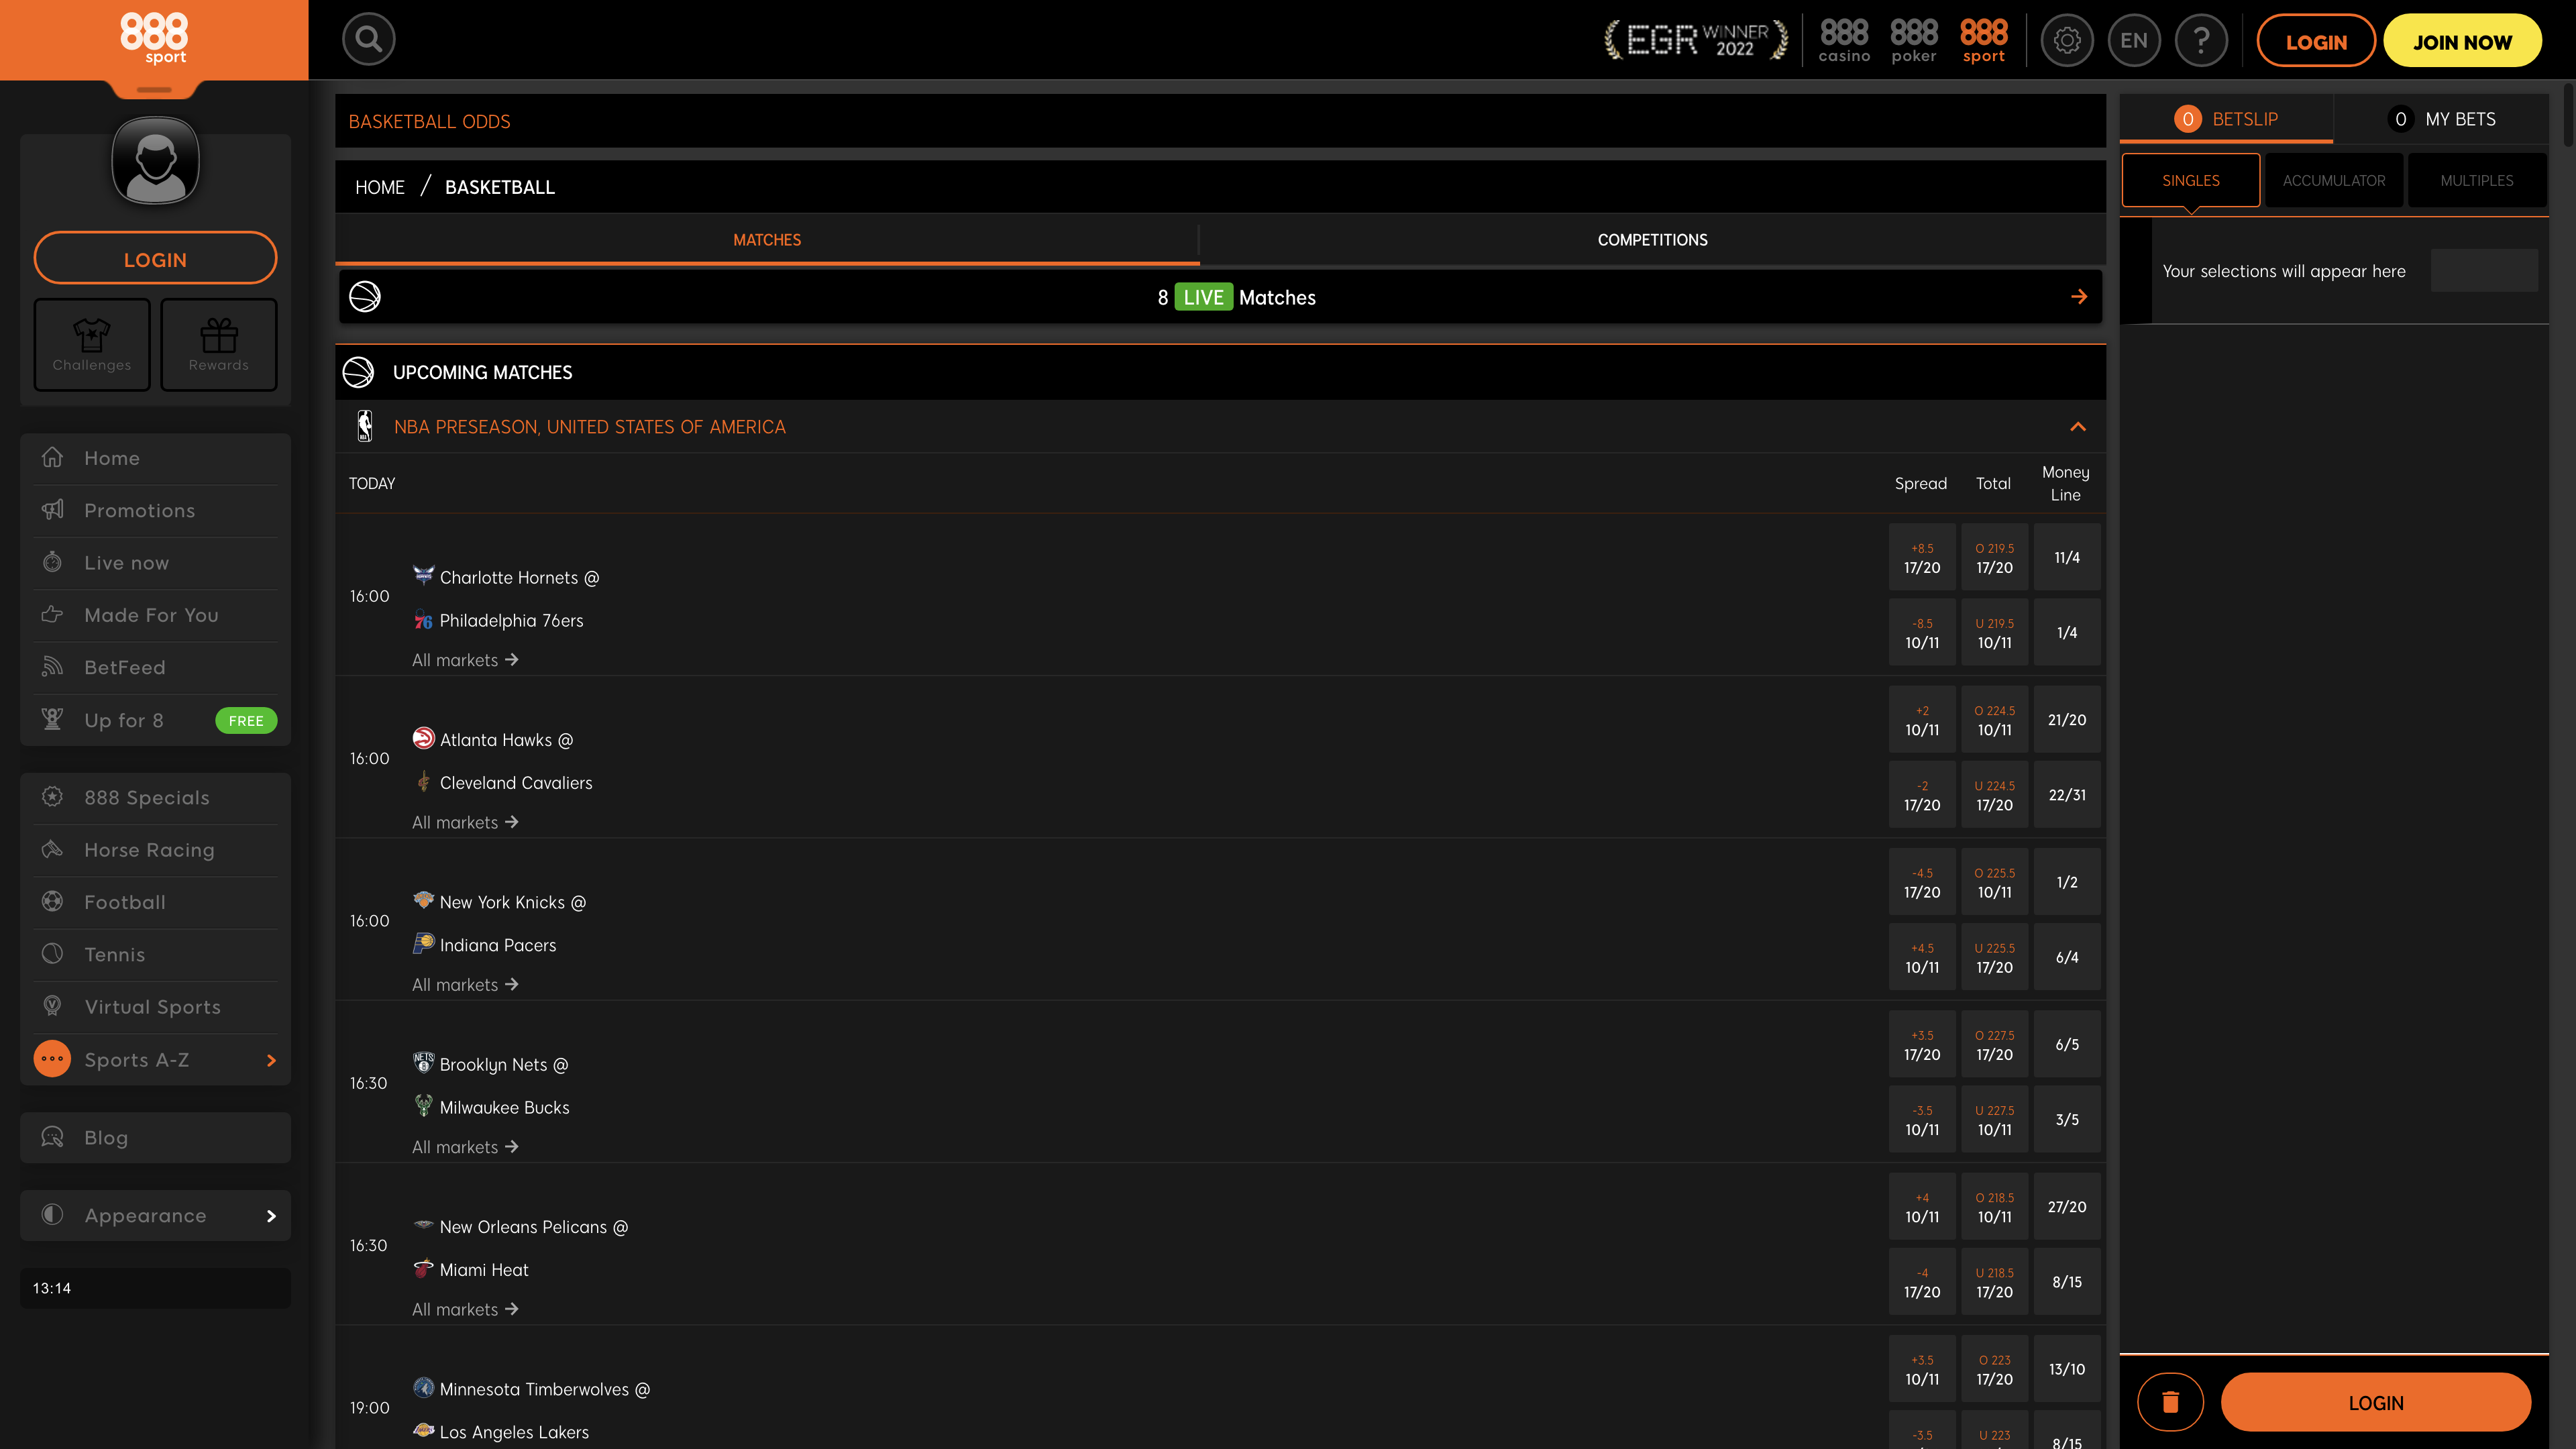 888
sport
EGR WINNER
2022
888
casino
888
poker
888
sport
EN
?
LOGIN
JOIN NOW
LOGIN
Challenges
Rewards
Home
Promotions
Live now
Made For You
BetFeed
Up for 8
FREE
888 Specials
Horse Racing
Football
Tennis
Virtual Sports
Sports A-Z
Blog
Appearance
13:14
BASKETBALL ODDS
HOME / BASKETBALL
MATCHES
COMPETITIONS
8 LIVE Matches
UPCOMING MATCHES
NBA PRESEASON, UNITED STATES OF AMERICA
TODAY
Spread
Total
Money
Line
16:00
Charlotte Hornets @
Philadelphia 76ers
All markets
+8.5
17/20
O 219.5
17/20
11/4
-8.5
10/11
U 219.5
10/11
1/4
16:00
Atlanta Hawks @
Cleveland Cavaliers
All markets
+2
10/11
O 224.5
10/11
21/20
-2
17/20
U 224.5
17/20
22/31
16:00
New York Knicks @
Indiana Pacers
All markets
-4.5
17/20
O 225.5
10/11
1/2
+4.5
10/11
U 225.5
17/20
6/4
16:30
Brooklyn Nets @
Milwaukee Bucks
All markets
+3.5
17/20
O 227.5
17/20
6/5
-3.5
10/11
U 227.5
10/11
3/5
16:30
New Orleans Pelicans @
Miami Heat
All markets
+4
10/11
O 218.5
10/11
27/20
-4
17/20
U 218.5
17/20
8/15
19:00
Minnesota Timberwolves @
Los Angeles Lakers
+3.5
10/11
O 223
17/20
13/10
-3.5
U 223
8/15
0 BETSLIP
0 MY BETS
SINGLES
ACCUMULATOR
MULTIPLES
Your selections will appear here
LOGIN